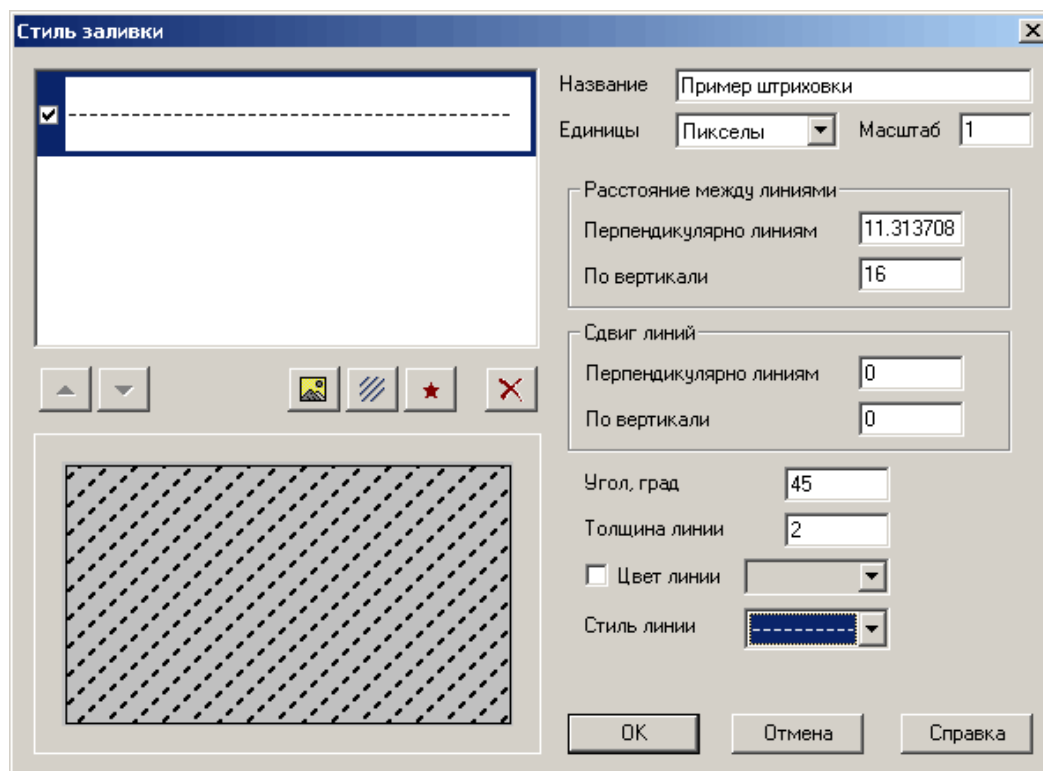 Стиль заливки
Название Пример штриховки
Единицы Пикселы Масштаб 1
Расстояние между линиями
Перпендикулярно линиям 11.313708
По вертикали 16
Сдвиг линий
Перпендикулярно линиям 0
По вертикали 0
Угол, град 45
Толщина линии 2
Цвет линии
Стиль линии
OK Отмена Справка